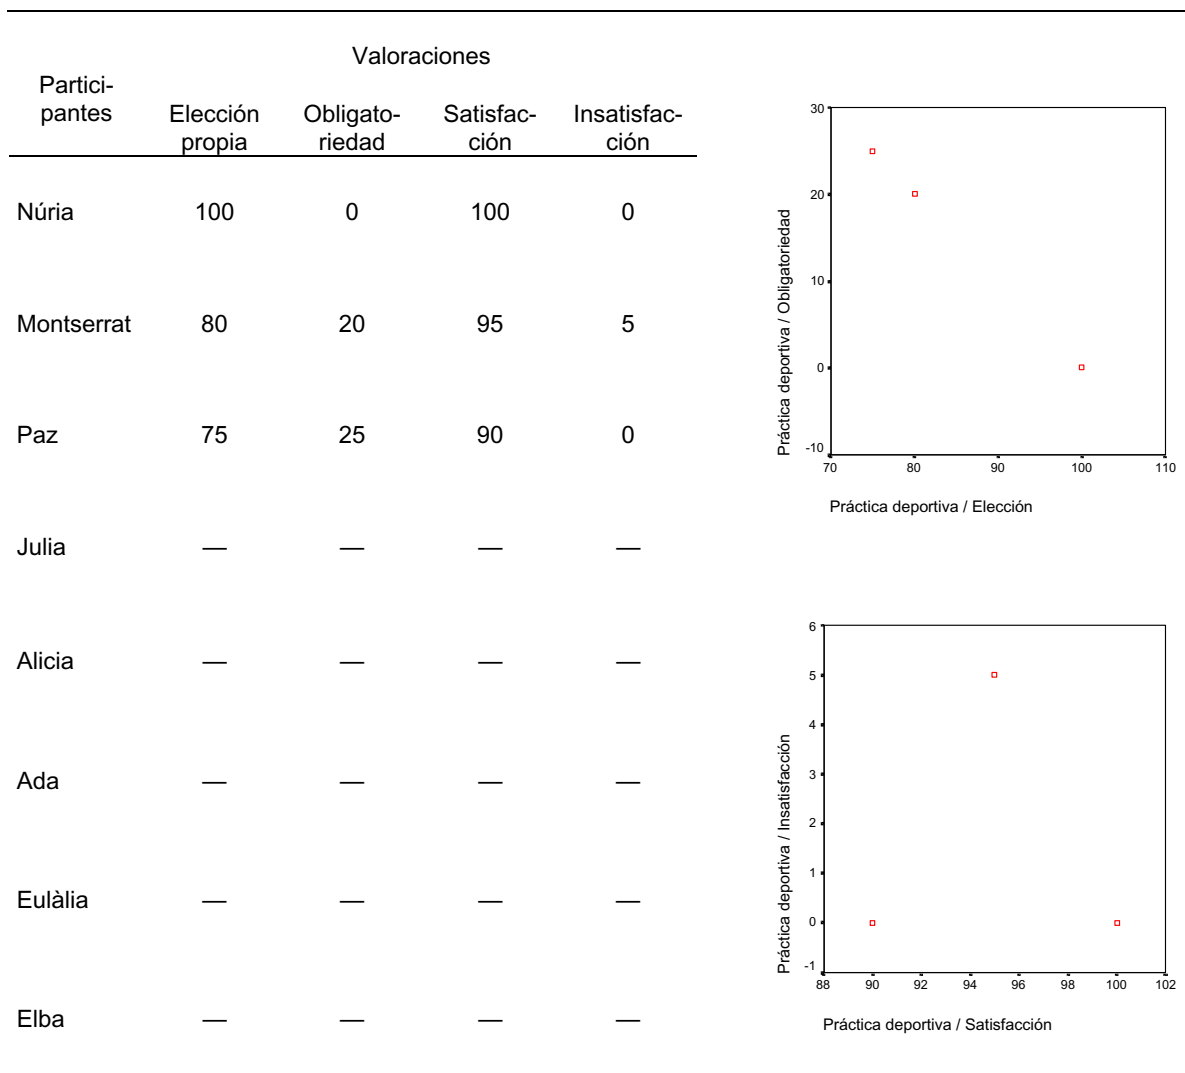 Valoraciones
Partici-
pantes
Elección Obligato- Satisfac- Insatisfac-
propia riedad ción ción
Núria 100 0 100 0
Montserrat 80 20 95 5
Paz 75 25 90 0
Julia — — — —
Alicia — — — —
Ada — — — —
Eulàlia — — — —
Elba — — — —
Práctica deportiva / Obligatoriedad
30
20
10
0
-10
70 80 90 100 110
Práctica deportiva / Elección
Práctica deportiva / Insatisfacción
6
5
4
3
2
1
0
-1
88 90 92 94 96 98 100 102
Práctica deportiva / Satisfacción